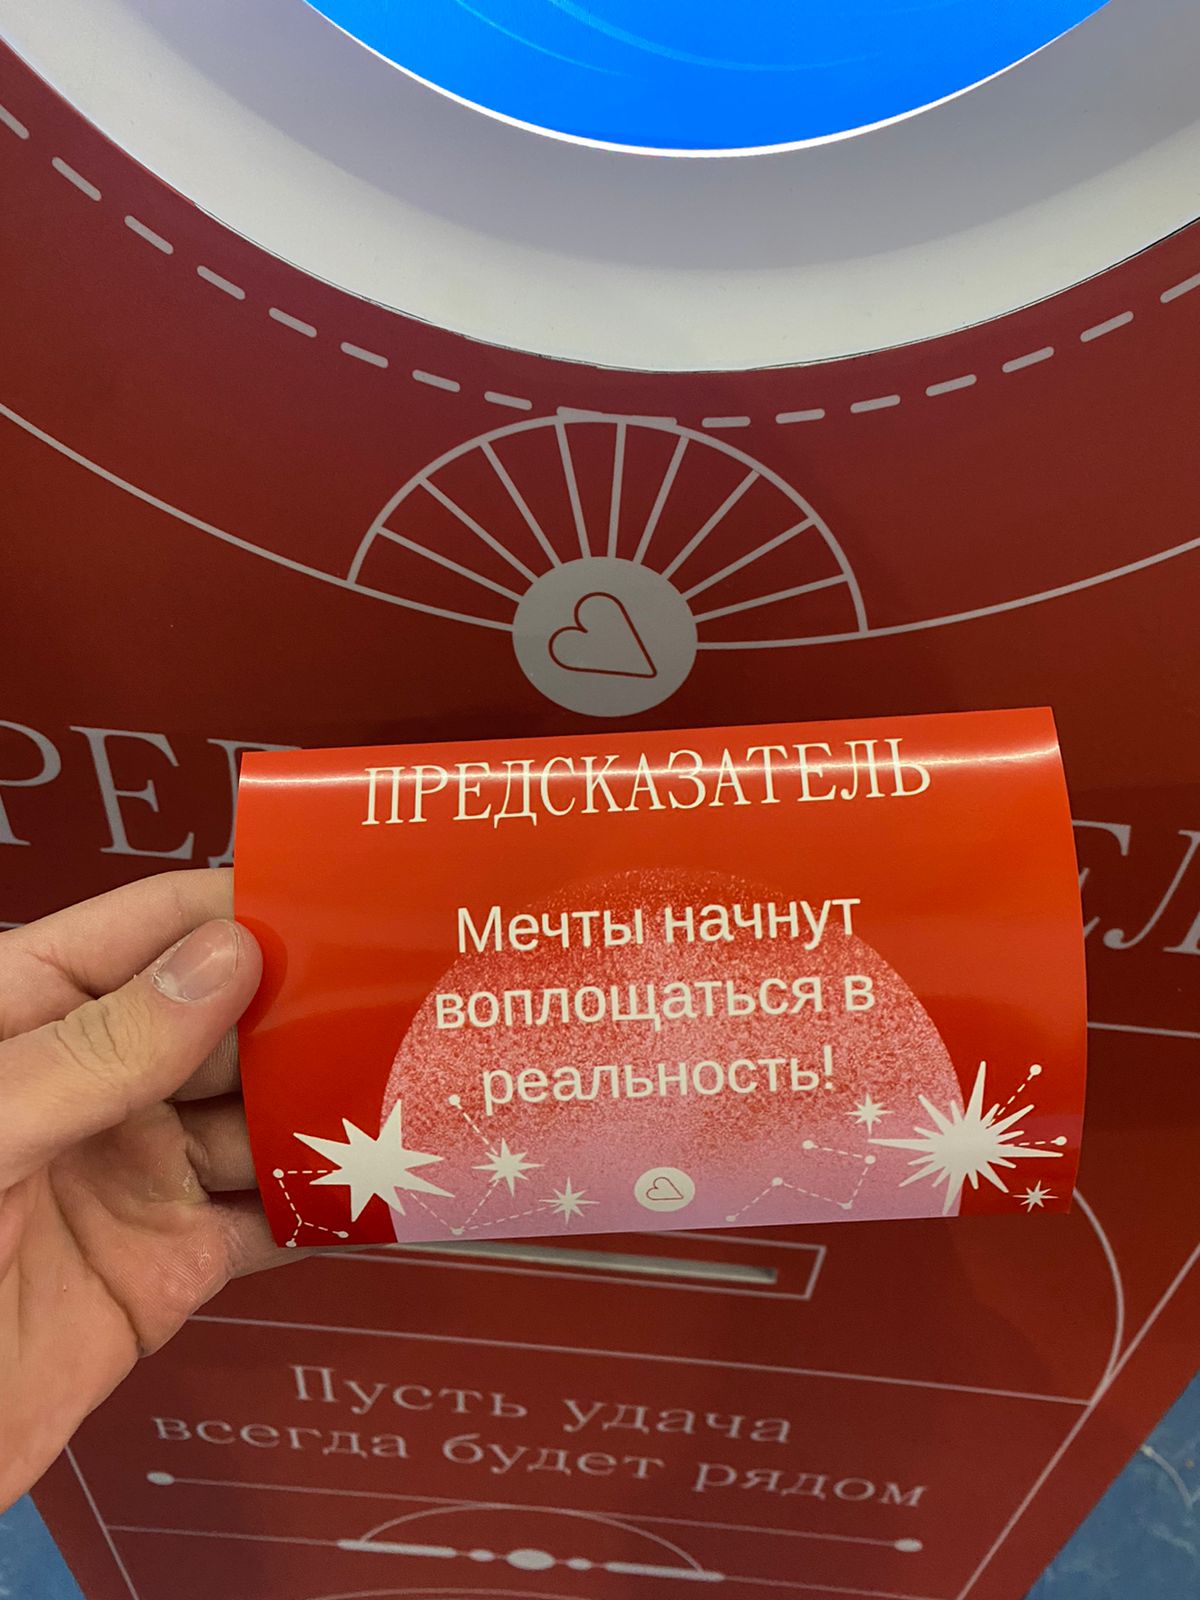 ПРЕДСКАЗАТЕЛЬ
Мечты начнут
воплощаться в
реальность!
Пусть удача
всегда будет рядом